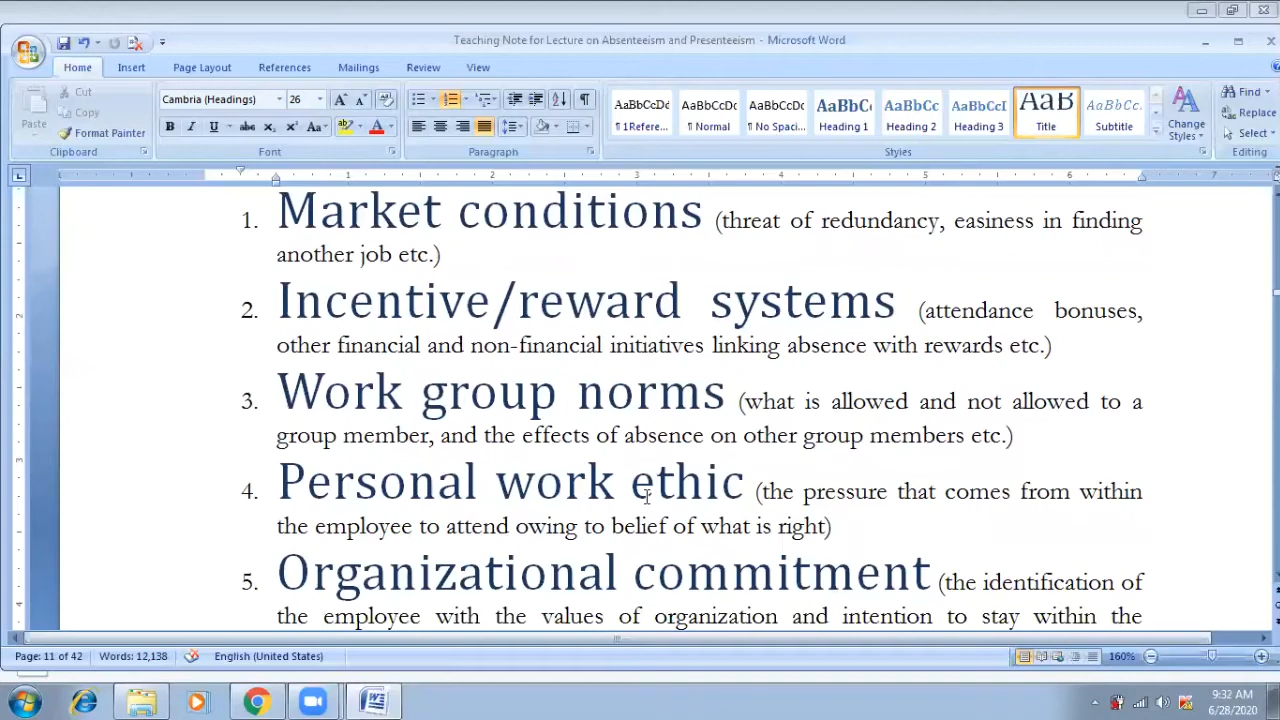 Teaching Note for Lecture on Absenteeism and Presenteeism - Microsoft Word
Home Insert Page Layout References Mailings Review View
Cut
Copy
Format Painter
Paste
Clipboard
Cambria (Headings) 26
Font
Paragraph
AaBbCcDd AaBbCcDc AaBbCcDc AaBbC AaBbCc AaBbCcI AaB AaBbCc.
¶ 1Refere... ¶ Normal ¶ No Spaci... Heading 1 Heading 2 Heading 3 Title Subtitle
Change Styles
Styles
Find
Replace
Select
Editing
1. Market conditions (threat of redundancy, easiness in finding
another job etc.)
2. Incentive/reward systems (attendance bonuses,
other financial and non-financial initiatives linking absence with rewards etc.)
3. Work group norms (what is allowed and not allowed to a
group member, and the effects of absence on other group members etc.)
4. Personal work ethic (the pressure that comes from within
the employee to attend owing to belief of what is right)
5. Organizational commitment (the identification of
the employee with the values of organization and intention to stay within the
Page: 11 of 42 Words: 12,138 English (United States) 160%
9:32 AM
6/28/2020